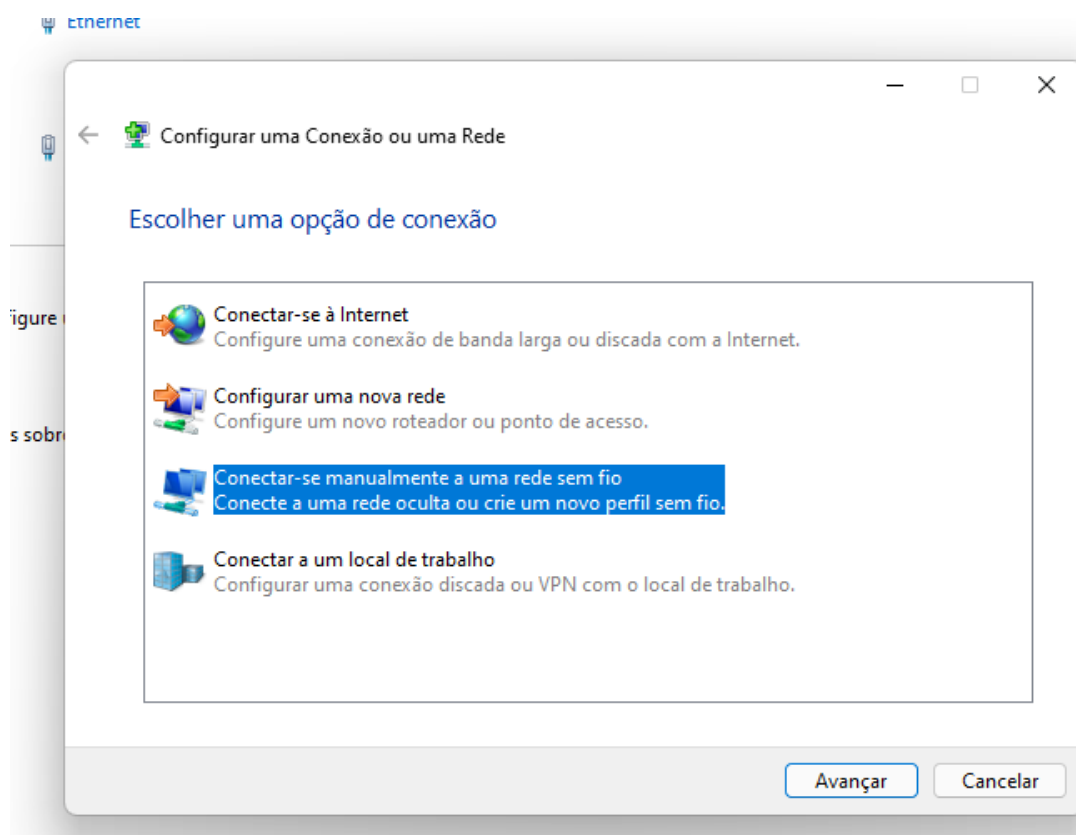 Ethernet
Configurar uma Conexão ou uma Rede
Escolher uma opção de conexão
Conectar-se à Internet
Configure uma conexão de banda larga ou discada com a Internet.
Configurar uma nova rede
Configure um novo roteador ou ponto de acesso.
Conectar-se manualmente a uma rede sem fio
Conecte a uma rede oculta ou crie um novo perfil sem fio.
Conectar a um local de trabalho
Configurar uma conexão discada ou VPN com o local de trabalho.
Avançar
Cancelar